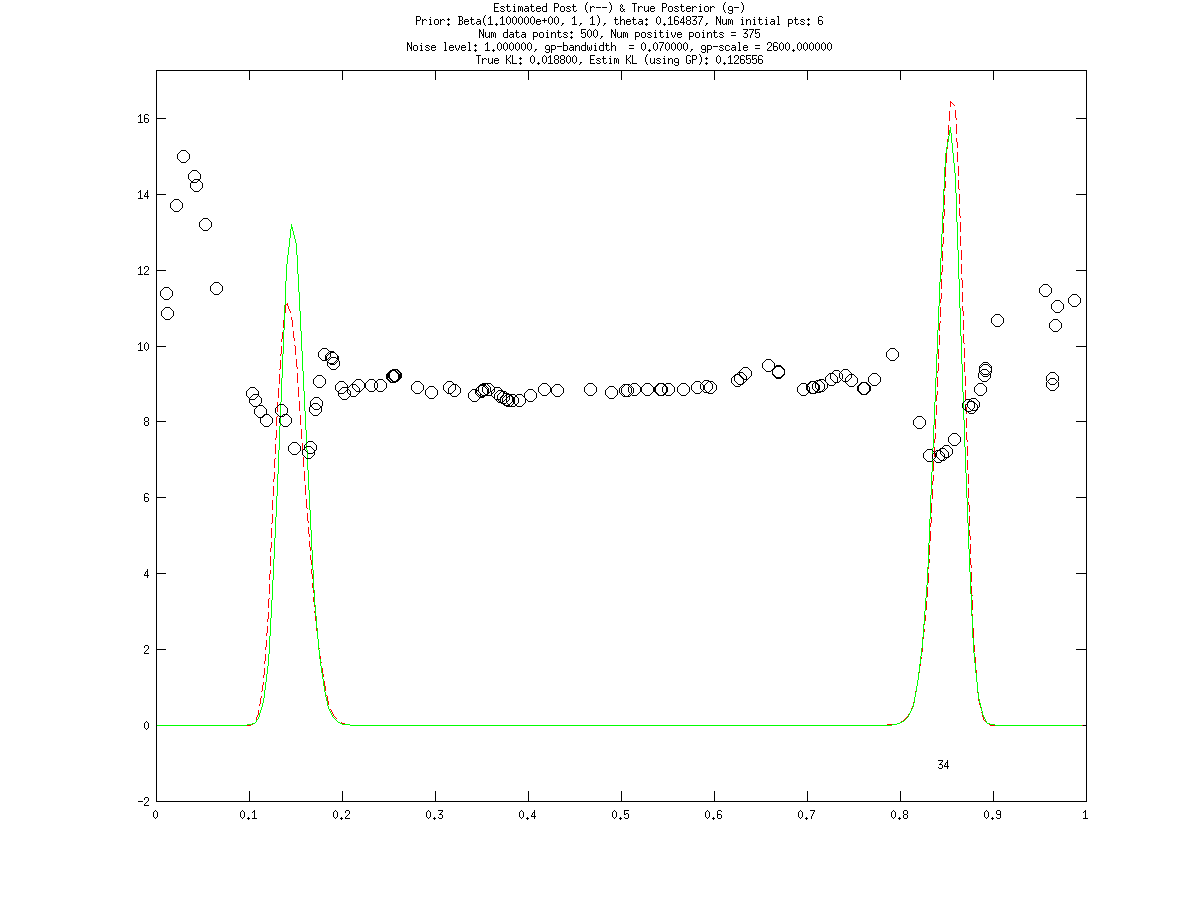 Estimated Post (r--) & True Posterior (g-)
Prior: Beta(1.100000e+00, 1, 1), theta: 0.164837, Num initial pts: 6
Num data points: 500, Num positive points = 375
Noise level: 1.000000, gp-bandwidth  = 0.070000, gp-scale = 2600.000000
True KL: 0.018800, Estim KL (using GP): 0.126556
16
14
12
10
8
6
4
2
0
34
-2
0 0.1 0.2 0.3 0.4 0.5 0.6 0.7 0.8 0.9 1